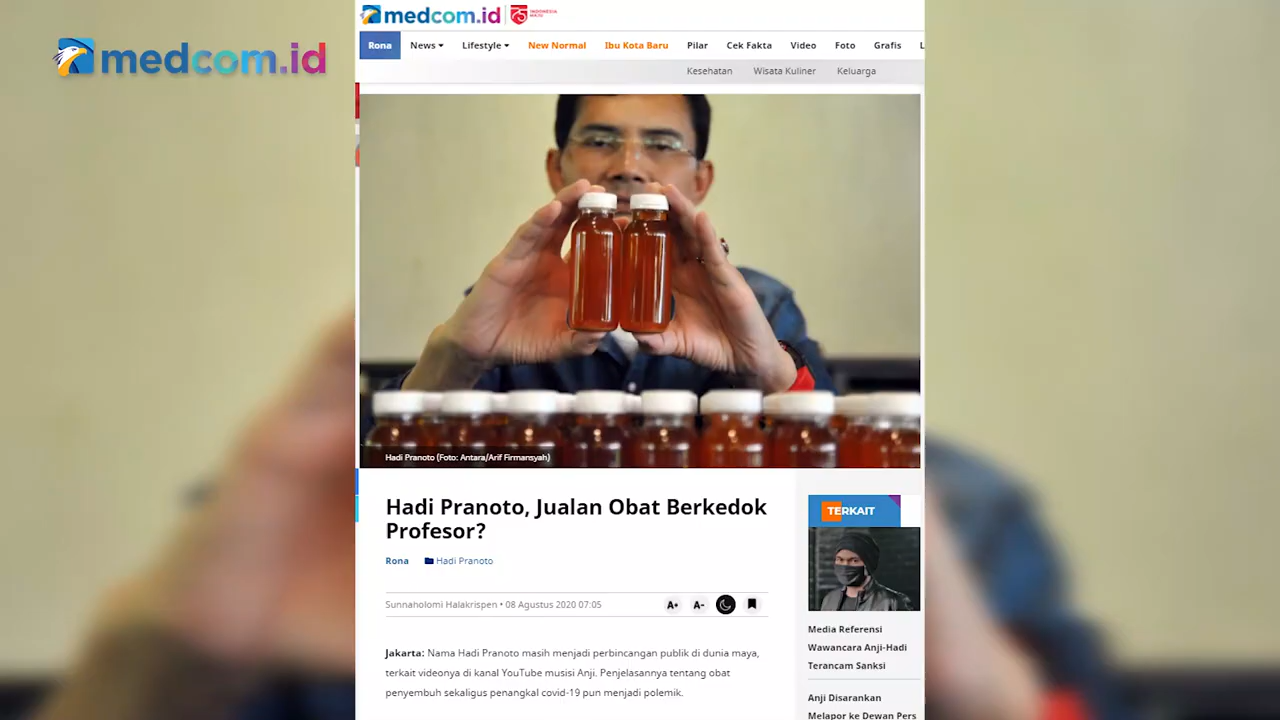 medcom.id
medcom.id 75 INDONESIA MAJU
Rona News Lifestyle New Normal Ibu Kota Baru Pilar Cek Fakta Video Foto Grafis L
Kesehatan Wisata Kuliner Keluarga
Hadi Pranoto (Foto: Antara/Arif Firmansyah)
Hadi Pranoto, Jualan Obat Berkedok
Profesor?
Rona Hadi Pranoto
Sunnaholomi Halakrispen • 08 Agustus 2020 07:05 A+ A-
Jakarta: Nama Hadi Pranoto masih menjadi perbincangan publik di dunia maya,
terkait videonya di kanal YouTube musisi Anji. Penjelasannya tentang obat
penyembuh sekaligus penangkal covid-19 pun menjadi polemik.
TERKAIT
Media Referensi
Wawancara Anji-Hadi
Terancam Sanksi
Anji Disarankan
Melapor ke Dewan Pers